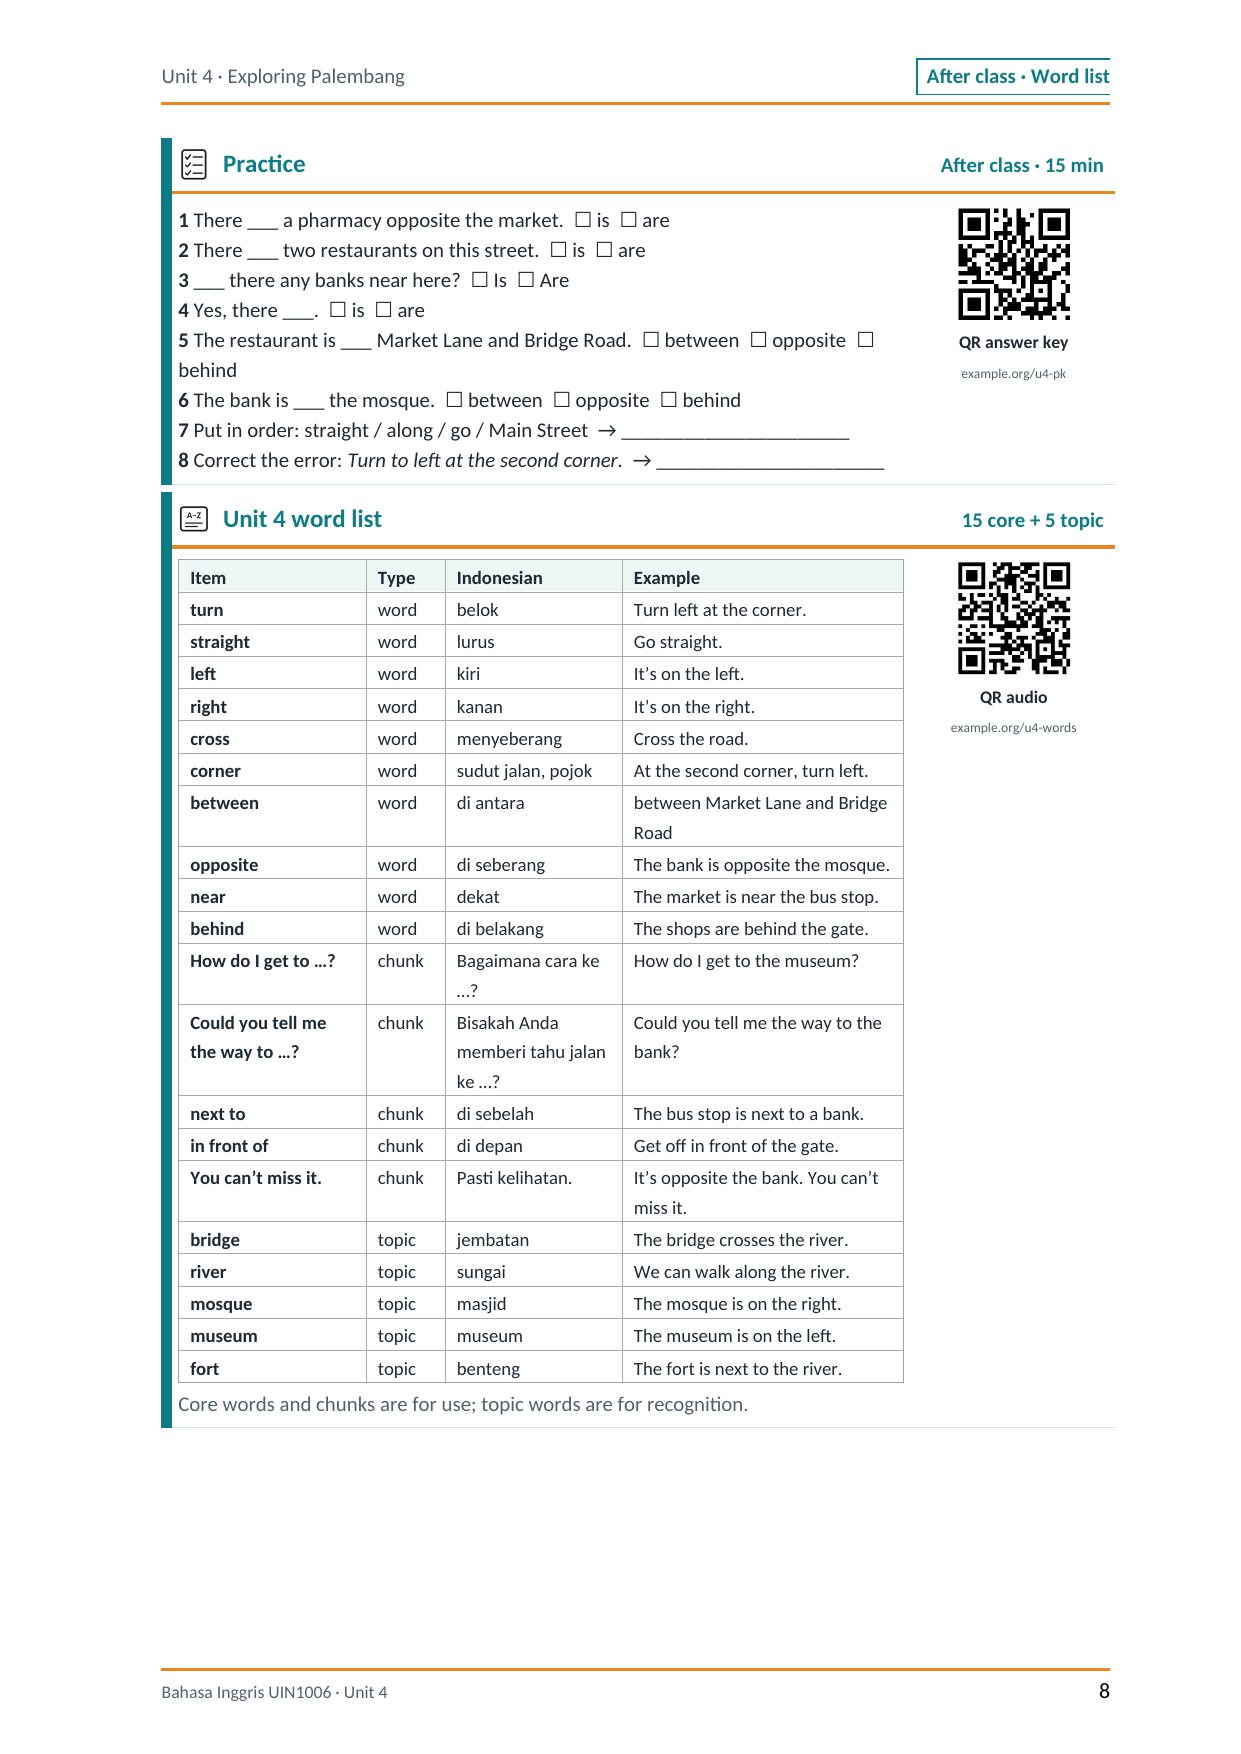 Unit 4 · Exploring Palembang
After class · Word list
Practice
After class · 15 min
1 There ___ a pharmacy opposite the market. ☐ is ☐ are
2 There ___ two restaurants on this street. ☐ is ☐ are
3 ___ there any banks near here? ☐ Is ☐ Are
4 Yes, there ___. ☐ is ☐ are
5 The restaurant is ___ Market Lane and Bridge Road. ☐ between ☐ opposite ☐
behind
6 The bank is ___ the mosque. ☐ between ☐ opposite ☐ behind
7 Put in order: straight / along / go / Main Street → ______________________
8 Correct the error: Turn to left at the second corner. → ______________________
QR answer key
example.org/u4-pk
A-Z
Unit 4 word list
15 core + 5 topic
Item Type Indonesian Example
turn word belok Turn left at the corner.
straight word lurus Go straight.
left word kiri It’s on the left.
right word kanan It’s on the right.
cross word menyeberang Cross the road.
corner word sudut jalan, pojok At the second corner, turn left.
between word di antara between Market Lane and Bridge
Road
opposite word di seberang The bank is opposite the mosque.
near word dekat The market is near the bus stop.
behind word di belakang The shops are behind the gate.
How do I get to …? chunk Bagaimana cara ke How do I get to the museum?
…?
Could you tell me chunk Bisakah Anda Could you tell me the way to the
the way to …? memberi tahu jalan bank?
ke …?
next to chunk di sebelah The bus stop is next to a bank.
in front of chunk di depan Get off in front of the gate.
You can’t miss it. chunk Pasti kelihatan. It’s opposite the bank. You can’t
miss it.
bridge topic jembatan The bridge crosses the river.
river topic sungai We can walk along the river.
mosque topic masjid The mosque is on the right.
museum topic museum The museum is on the left.
fort topic benteng The fort is next to the river.
QR audio
example.org/u4-words
Core words and chunks are for use; topic words are for recognition.
Bahasa Inggris UIN1006 · Unit 4
8